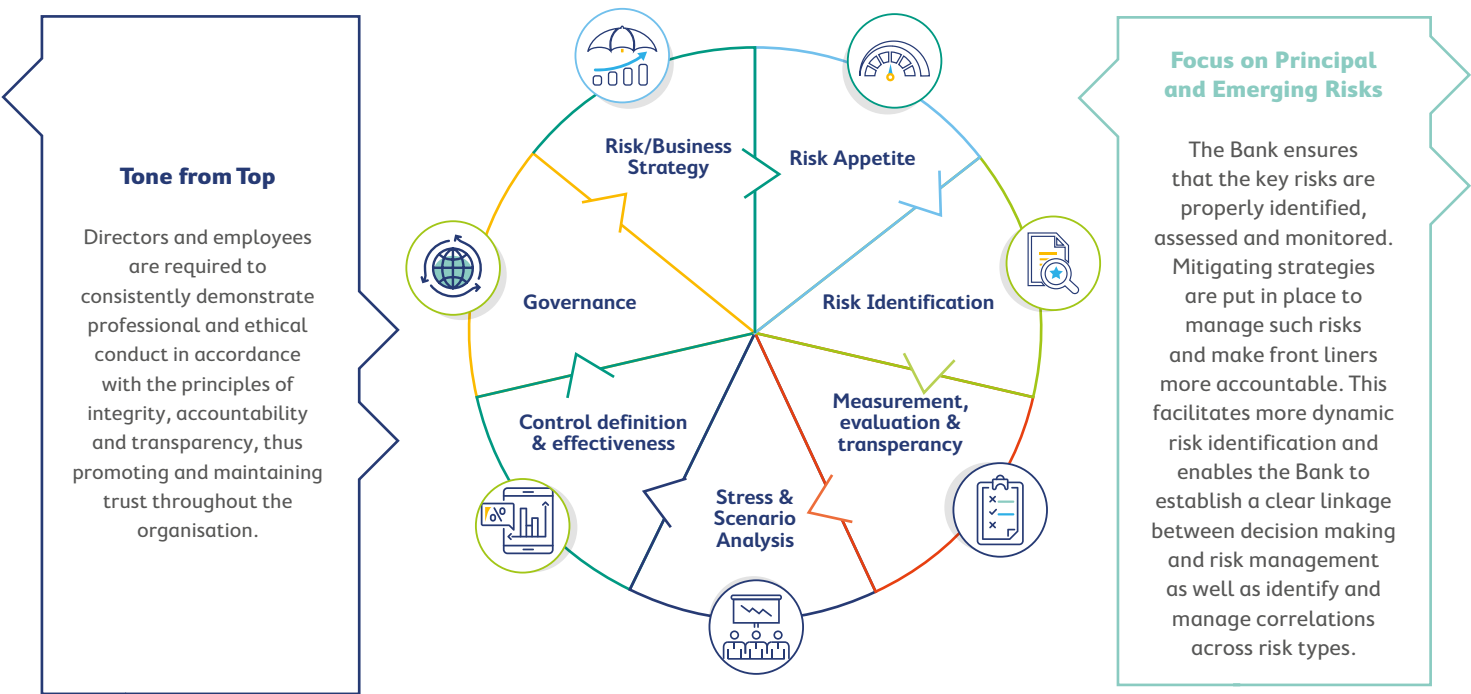 Tone from Top
Directors and employees
are required to
consistently demonstrate
professional and ethical
conduct in accordance
with the principles of
integrity, accountability
and transparency, thus
promoting and maintaining
trust throughout the
organisation.
Risk/Business
Strategy
Risk Appetite
Governance
Risk Identification
Control definition
& effectiveness
Measurement,
evaluation &
transperancy
Stress &
Scenario
Analysis
%
Focus on Principal
and Emerging Risks
The Bank ensures
that the key risks are
properly identified,
assessed and monitored.
Mitigating strategies
are put in place to
manage such risks
and make front liners
more accountable. This
facilitates more dynamic
risk identification and
enables the Bank to
establish a clear linkage
between decision making
and risk management
as well as identify and
manage correlations
across risk types.